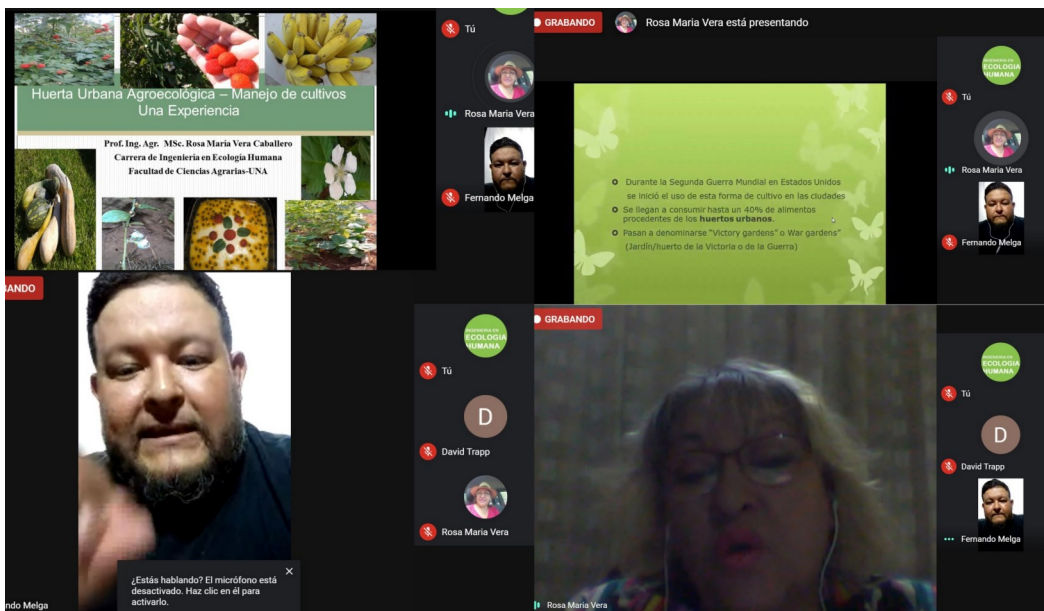 Huerta Urbana Agroecológica – Manejo de cultivos
Una Experiencia
Prof. Ing. Agr. MSc. Rosa María Vera Caballero
Carrera de Ingeniería en Ecología Humana
Facultad de Ciencias Agrarias-UNA
Tú
Rosa Maria Vera
Fernando Melga
GRABANDO
Rosa Maria Vera está presentando
Durante la Segunda Guerra Mundial en Estados Unidos
se inició el uso de esta forma de cultivo en las ciudades
Se llegan a consumir hasta un 40% de alimentos
procedentes de los huertos urbanos.
Pasan a denominarse “Victory gardens” o War gardens”
(Jardín/huerto de la Victoria o de la Guerra)
INGENIERÍA EN
ECOLOGIA
HUMANA
Tú
Rosa Maria Vera
Fernando Melga
ANDO
INGENIERÍA EN
ECOLOGIA
HUMANA
Tú
D
David Trapp
Rosa Maria Vera
¿Estás hablando? El micrófono está
desactivado. Haz clic en él para
activarlo.
ndo Melga
GRABANDO
INGENIERÍA EN
ECOLOGIA
HUMANA
Tú
D
David Trapp
Fernando Melga
Rosa Maria Vera